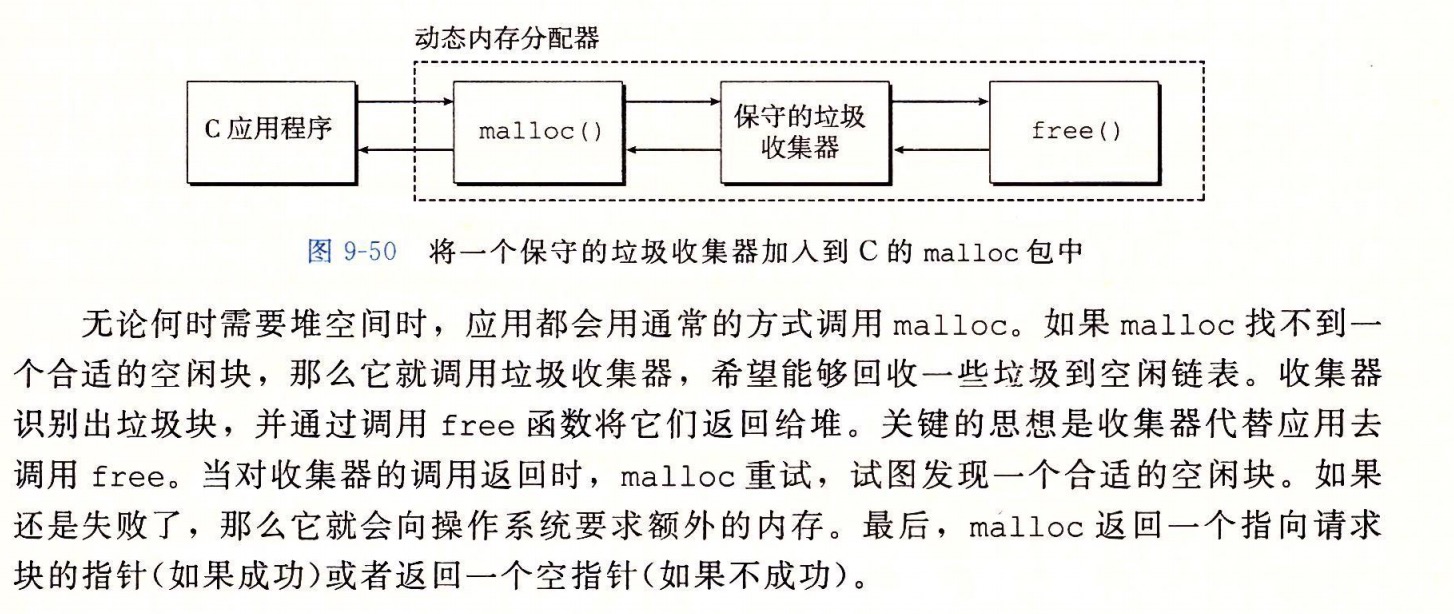 动态内存分配器
C 应用程序
malloc()
保守的垃圾
收集器
free()
图 9-50 将一个保守的垃圾收集器加入到 C 的 malloc 包中
无论何时需要堆空间时，应用都会用通常的方式调用 malloc。如果 malloc 找不到一
个合适的空闲块，那么它就调用垃圾收集器，希望能够回收一些垃圾到空闲链表。收集器
识别出垃圾块，并通过调用 free 函数将它们返回给堆。关键的思想是收集器代替应用去
调用 free。当对收集器的调用返回时，malloc 重试，试图发现一个合适的空闲块。如果
还是失败了，那么它就会向操作系统要求额外的内存。最后，malloc 返回一个指向请求
块的指针(如果成功)或者返回一个空指针(如果不成功)。